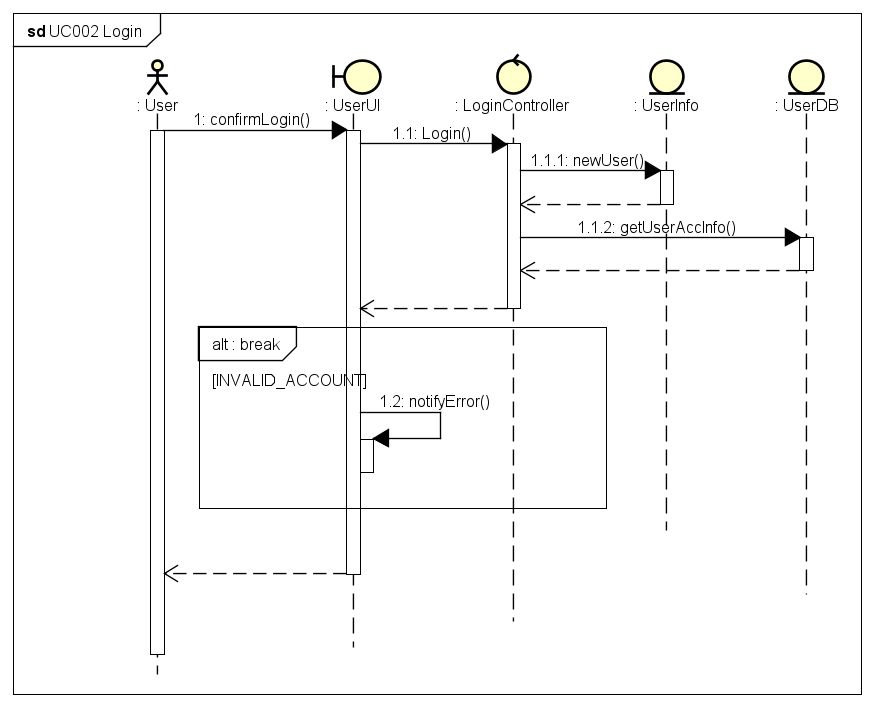 sd UC002 Login
: User
: UserUI
: LoginController
: UserInfo
: UserDB
1: confirmLogin()
1.1: Login()
1.1.1: newUser()
1.1.2: getUserAccInfo()
alt : break
[INVALID_ACCOUNT]
1.2: notifyError()